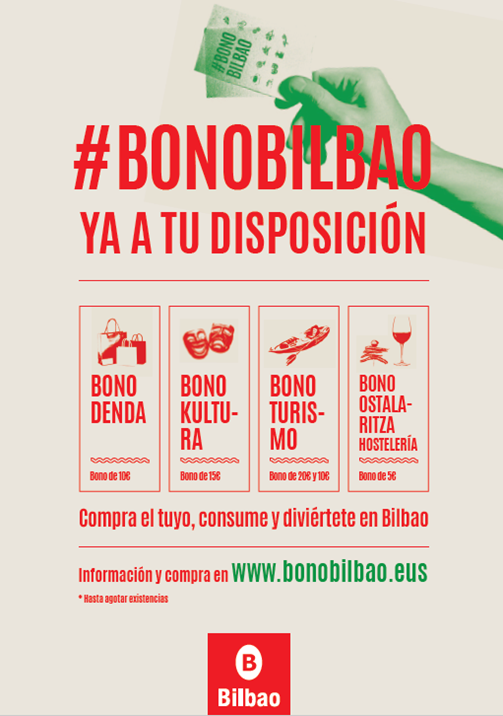 #BONO
BILBAO
#BONOBILBAO
YA A TU DISPOSICIÓN
BONO
DENDA
Bono de 10€
BONO
KULTU-
RA
Bono de 15€
BONO
TURIS-
MO
Bono de 20€ y 10€
BONO
OSTALA-
RITZA
HOSTELERÍA
Bono de 5€
Compra el tuyo, consume y diviértete en Bilbao
Información y compra en www.bonobilbao.eus
* Hasta agotar existencias
B
Bilbao